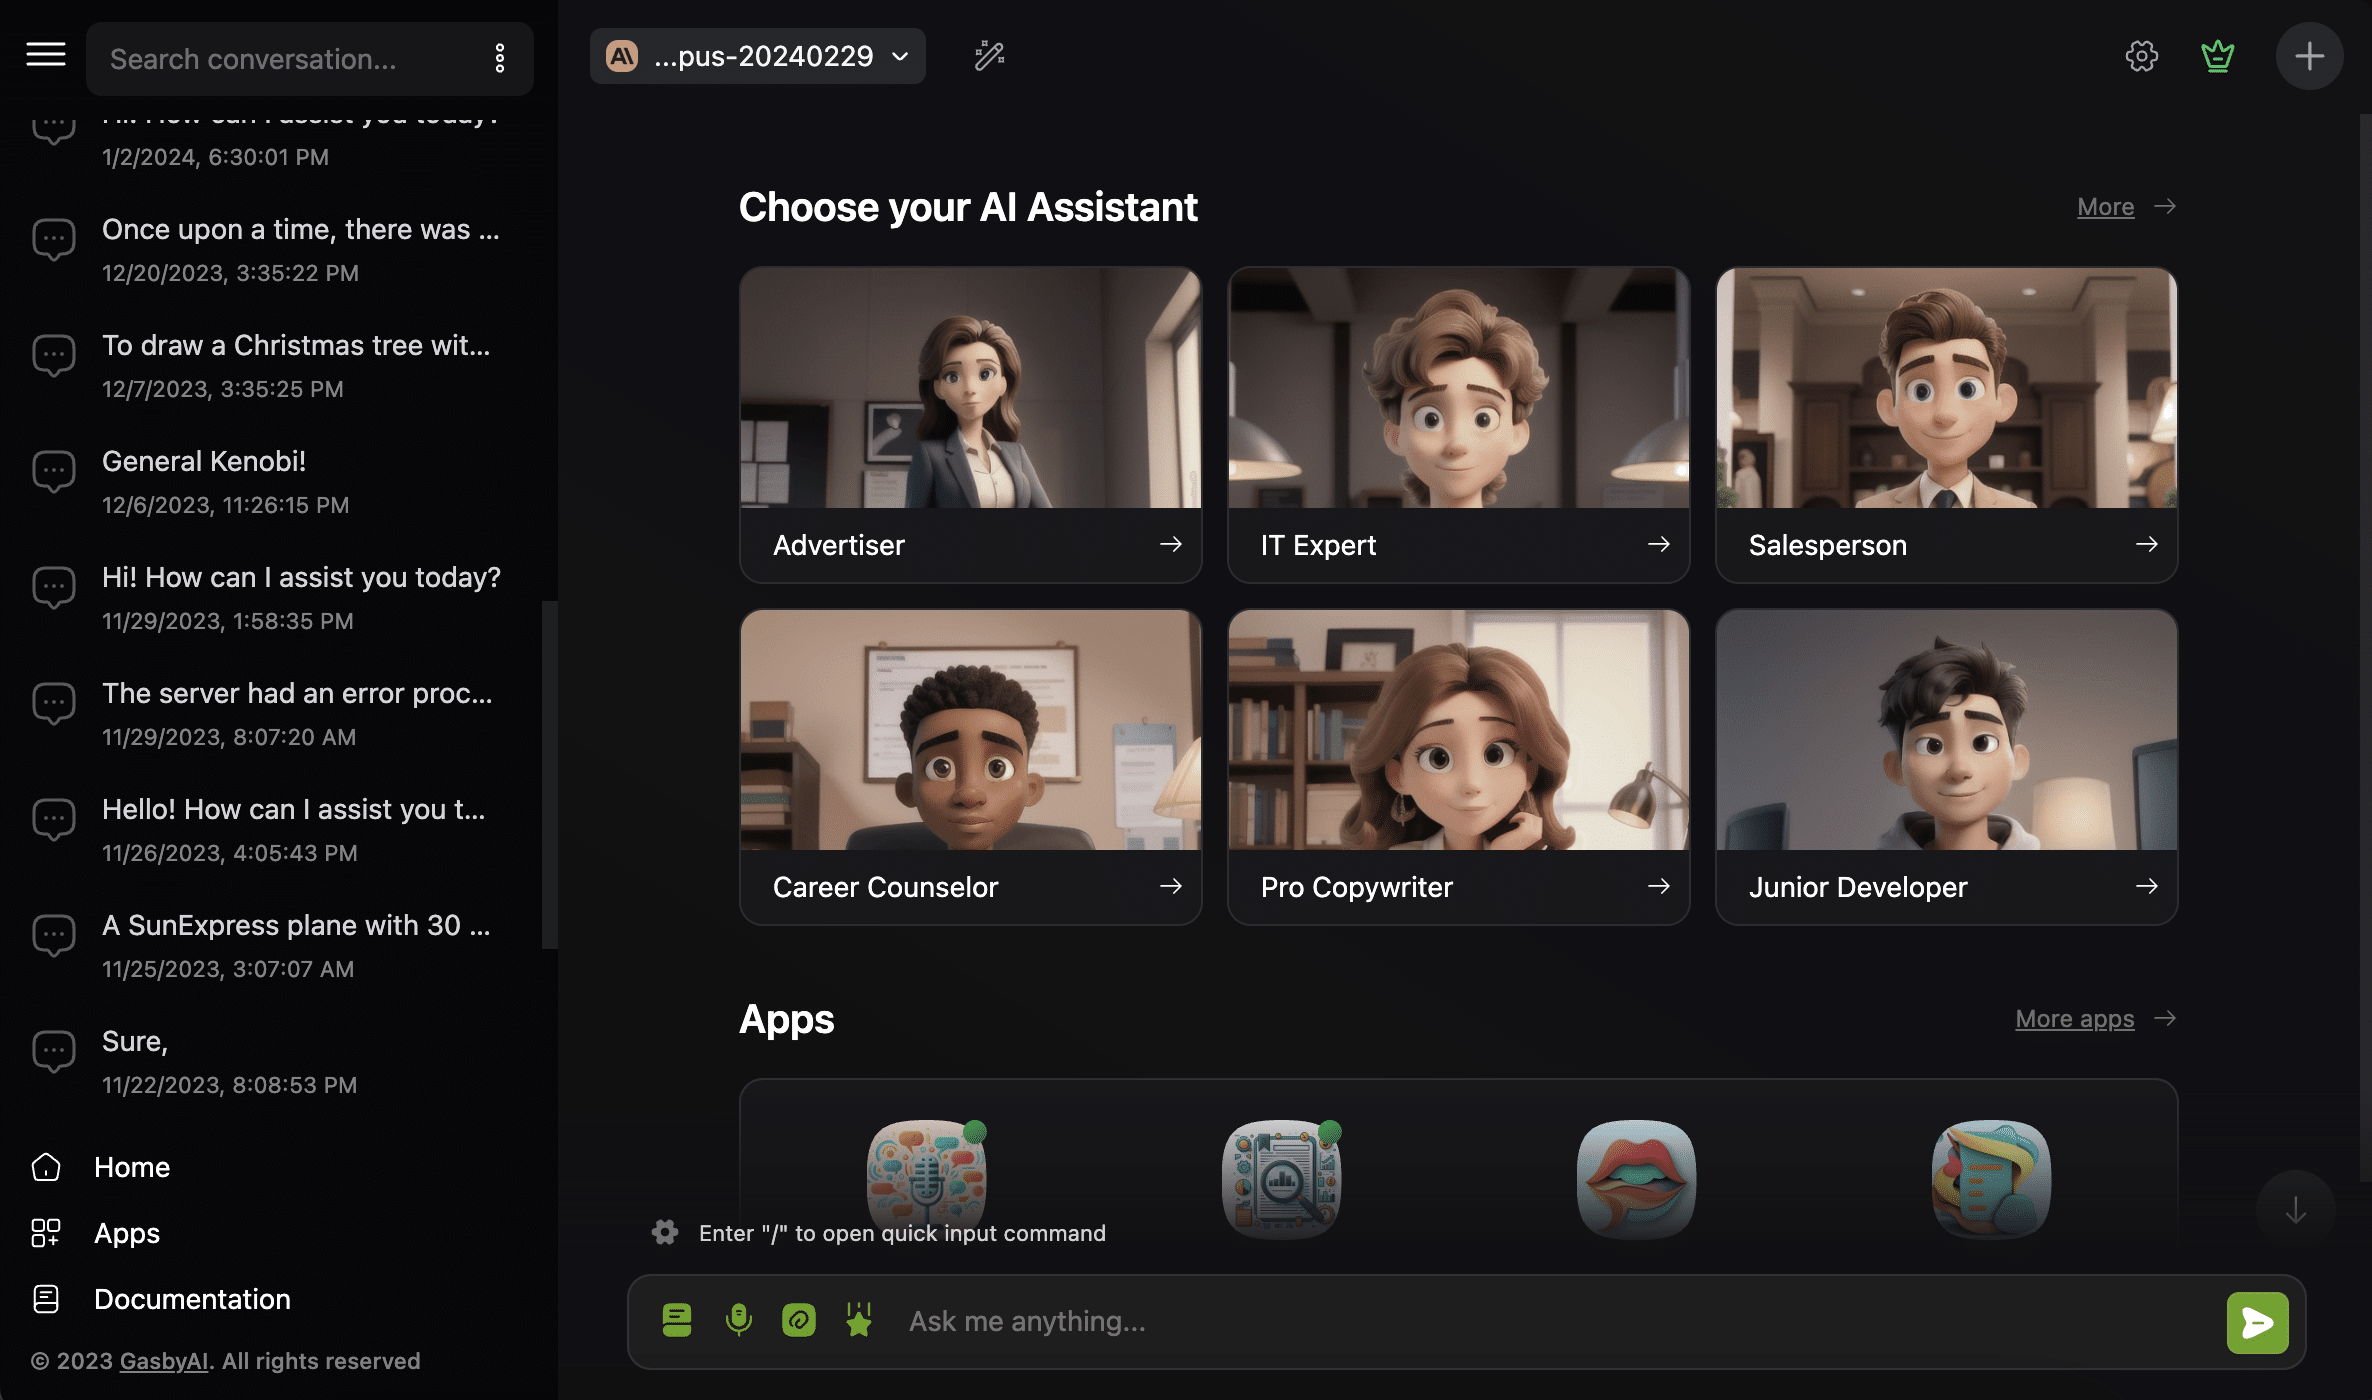 Search conversation...
Hi! How can I assist you today?
1/2/2024, 6:30:01 PM
Once upon a time, there was ...
12/20/2023, 3:35:22 PM
To draw a Christmas tree wit...
12/7/2023, 3:35:25 PM
General Kenobi!
12/6/2023, 11:26:15 PM
Hi! How can I assist you today?
11/29/2023, 1:58:35 PM
The server had an error proc...
11/29/2023, 8:07:20 AM
Hello! How can I assist you t...
11/26/2023, 4:05:43 PM
A SunExpress plane with 30 ...
11/25/2023, 3:07:07 AM
Sure,
11/22/2023, 8:08:53 PM
Home
Apps
Documentation
© 2023 GasbyAI. All rights reserved
AI ...pus-20240229
Choose your AI Assistant
More
Advertiser
IT Expert
Salesperson
Career Counselor
Pro Copywriter
Junior Developer
Apps
More apps
Enter "/" to open quick input command
Ask me anything...